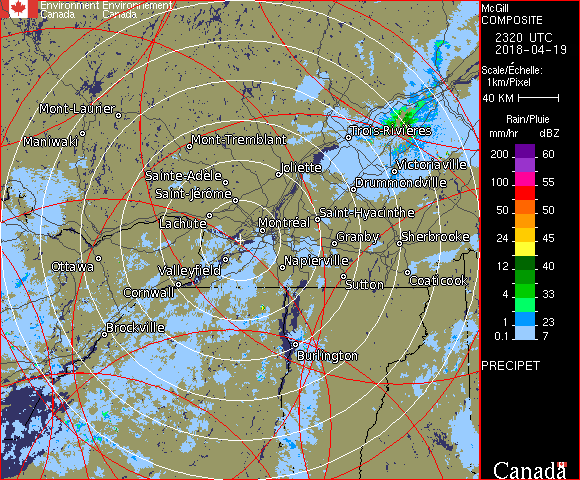 Environment Environnement
Canada Canada
McGill
COMPOSITE
2320 UTC
2018-04-19
Scale/Échelle:
1km/Pixel
40 KM
Rain/Pluie
mm/hr dBZ
200 60
100 55
50 50
24 45
12 40
4 33
1 23
0.1 7
PRECIPET
Canada
Mont-Laurier
Maniwaki
Mont-Tremblant
Trois-Rivières
Sainte-Adèle
Joliette
Victoriaville
Saint-Jérôme
Drummondville
Lachute
Saint-Hyacinthe
Montréal
Granby
Sherbrooke
Ottawa
Valleyfield
Napierville
Cornwall
Sutton
Coaticook
Brockville
Burlington